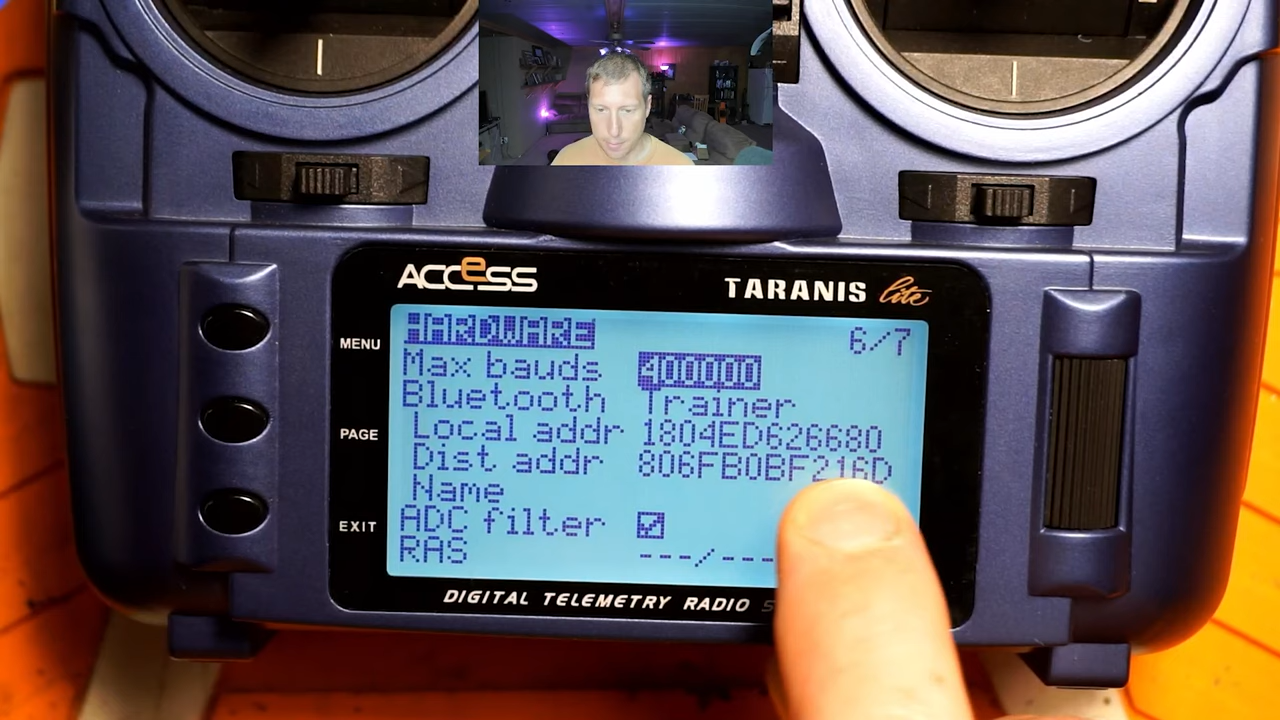 ACCESS
TARANIS lite
HARDWARE 6/7
MENU
Max bauds 400000
Bluetooth Trainer
PAGE
Local addr 1804ED626680
Dist addr 806FB0BF216D
Name
EXIT
ADC filter
RAS ---/---
DIGITAL TELEMETRY RADIO